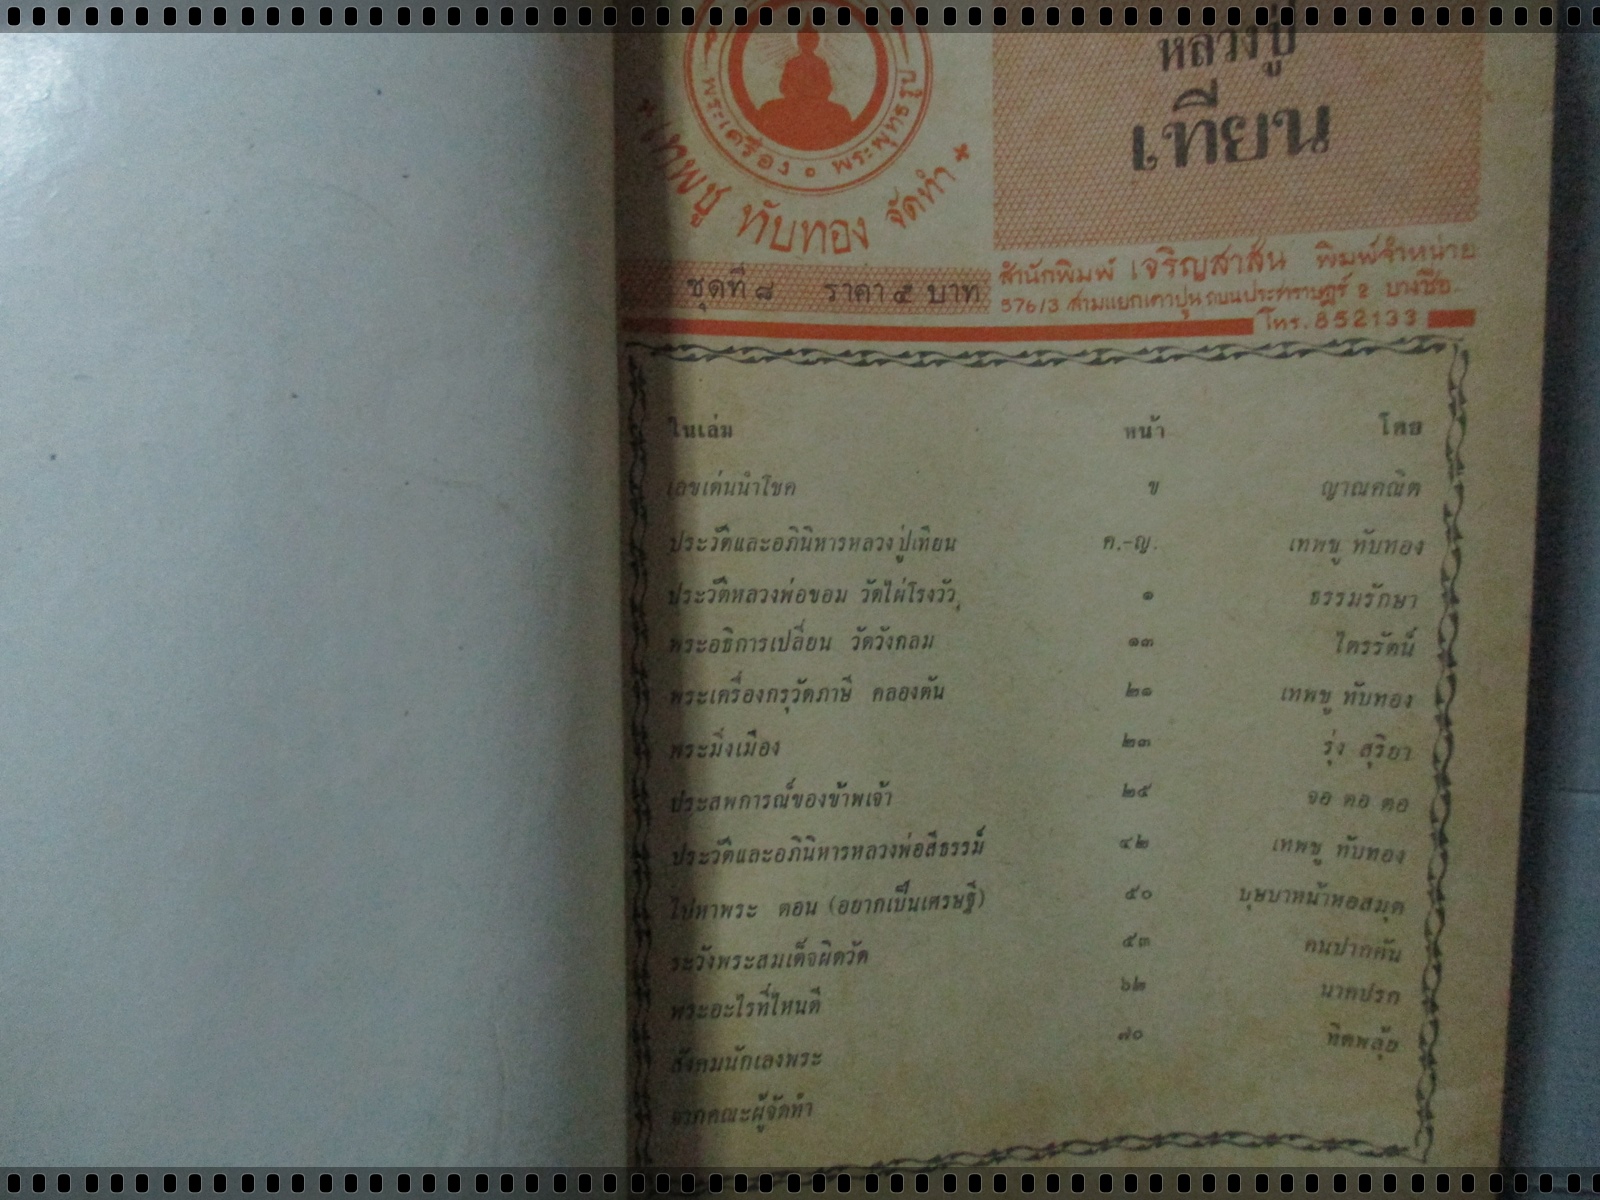 หลวงปู่
เทียน
พระเครื่อง พระพุทธรูป
เทพชู ทับทอง จัดทำ
ชุดที่ ๘ ราคา ๕ บาท
สำนักพิมพ์ เจริญสาสน พิมพ์จำหน่าย
576/3 สามแยกเตาปูน ถนนประชาราษฎร์ 2 บางซื่อ
โทร. 852133
ในเล่ม หน้า โดย
เลขเด่นนำโชค ข ญาณคณิต
ประวัติและอภินิหารหลวงปู่เทียน ค.-ญ. เทพชู ทับทอง
ประวัติหลวงพ่อขอม วัดไผ่โรงวัว ๑ ธรรมรักษา
พระอธิการเปลี่ยน วัดวังกลม ๑๓ ไตรรัตน์
พระเครื่องกรุวัดภาษี คลองตัน ๒๑ เทพชู ทับทอง
พระมิ่งเมือง ๒๓ รุ่ง สุริยา
ประสพการณ์ของข้าพเจ้า ๒๕ จอ ตอ ตอ
ประวัติและอภินิหารหลวงพ่อสีธรรม์ ๔๒ เทพชู ทับทอง
ไปหาพระ ตอน (อยากเป็นเศรษฐี) ๕๐ บุษบาหน้าหอสมุด
ระวังพระสมเด็จผิดวัด ๕๓ คนปากคัน
พระอะไรที่ไหนดี ๖๒ นาคปรก
สังคมนักเลงพระ ๗๐ ทิดพลุ้ย
จากคณะผู้จัดทำ